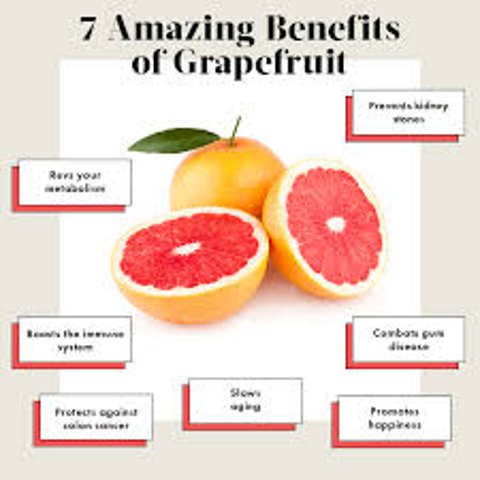 7 Amazing Benefits
of Grapefruit
Prevents kidney
stones
Revs your
metabolism
Boosts the immune
system
Combats gum
disease
Slows
aging
Protects against
colon cancer
Promotes
happiness